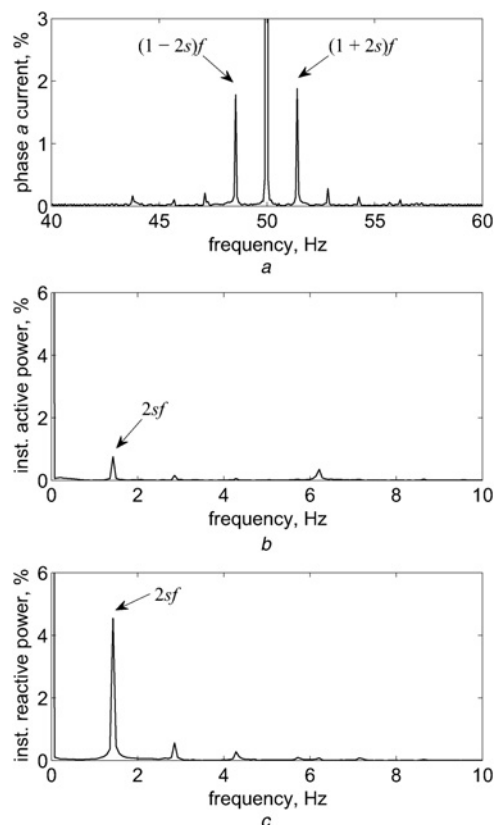 3
(1 − 2s)f
(1 + 2s)f
2
1
0
phase a current, %
40 45 50 55 60
frequency, Hz
a
6
4
2sf
2
0
inst. active power, %
0 2 4 6 8 10
frequency, Hz
b
6
2sf
4
2
0
inst. reactive power, %
0 2 4 6 8 10
frequency, Hz
c